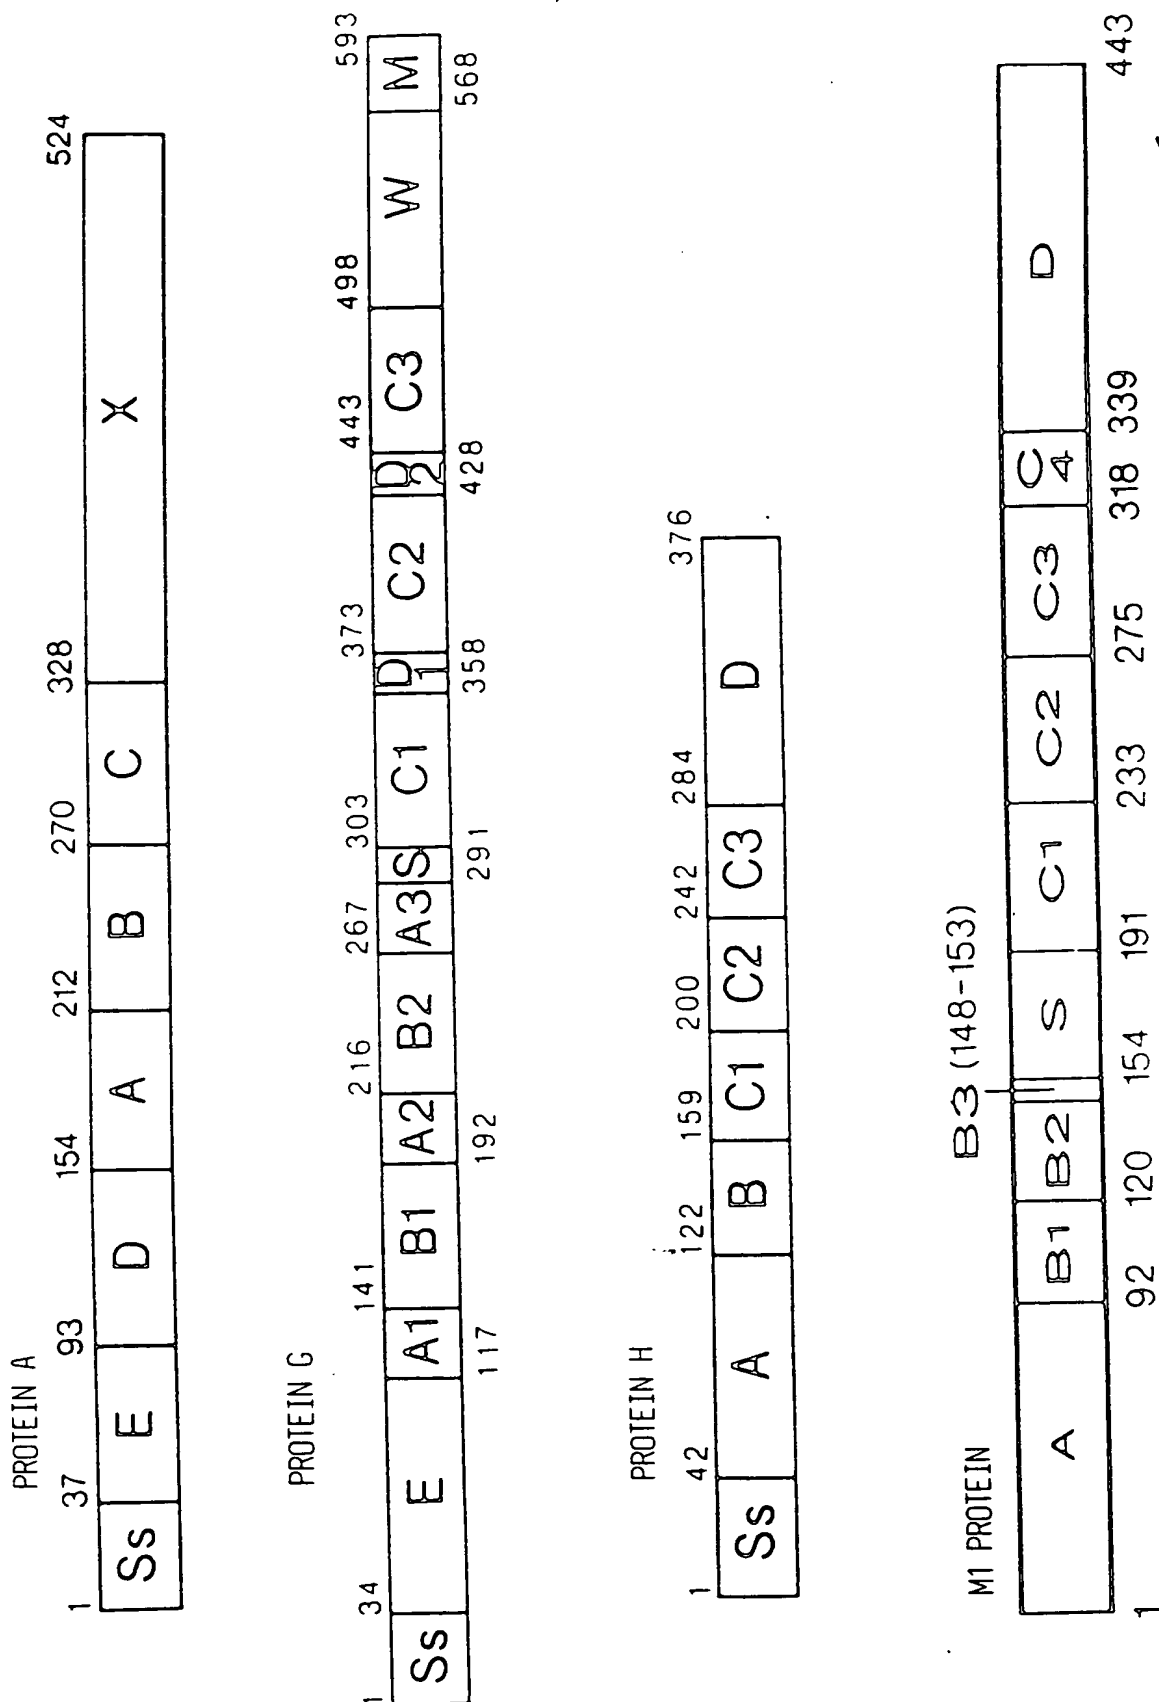 PROTEIN A
1 37 93 154 212 270 328 524
Ss E D A B C X
PROTEIN G
1 34 141 216 267 303 373 443 498 593
Ss E A1 B1 A2 B2 A3 S C1 D1 C2 D2 C3 W M
117 192 291 358 428 568
PROTEIN H
1 42 122 159 200 242 284 376
Ss A B C1 C2 C3 D
M1 PROTEIN
B3 (148-153)
A B1 B2 S C1 C2 C3 C4 D
1 92 120 154 191 233 275 318 339 443